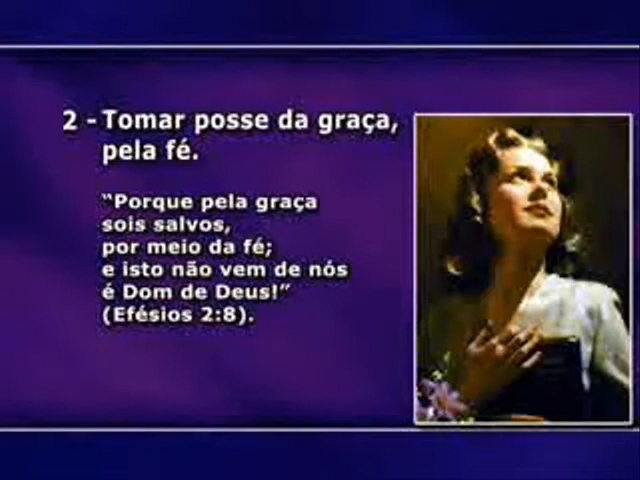 2 - Tomar posse da graça,
pela fé.
“Porque pela graça
sois salvos,
por meio da fé;
e isto não vem de nós
é Dom de Deus!”
(Efésios 2:8).